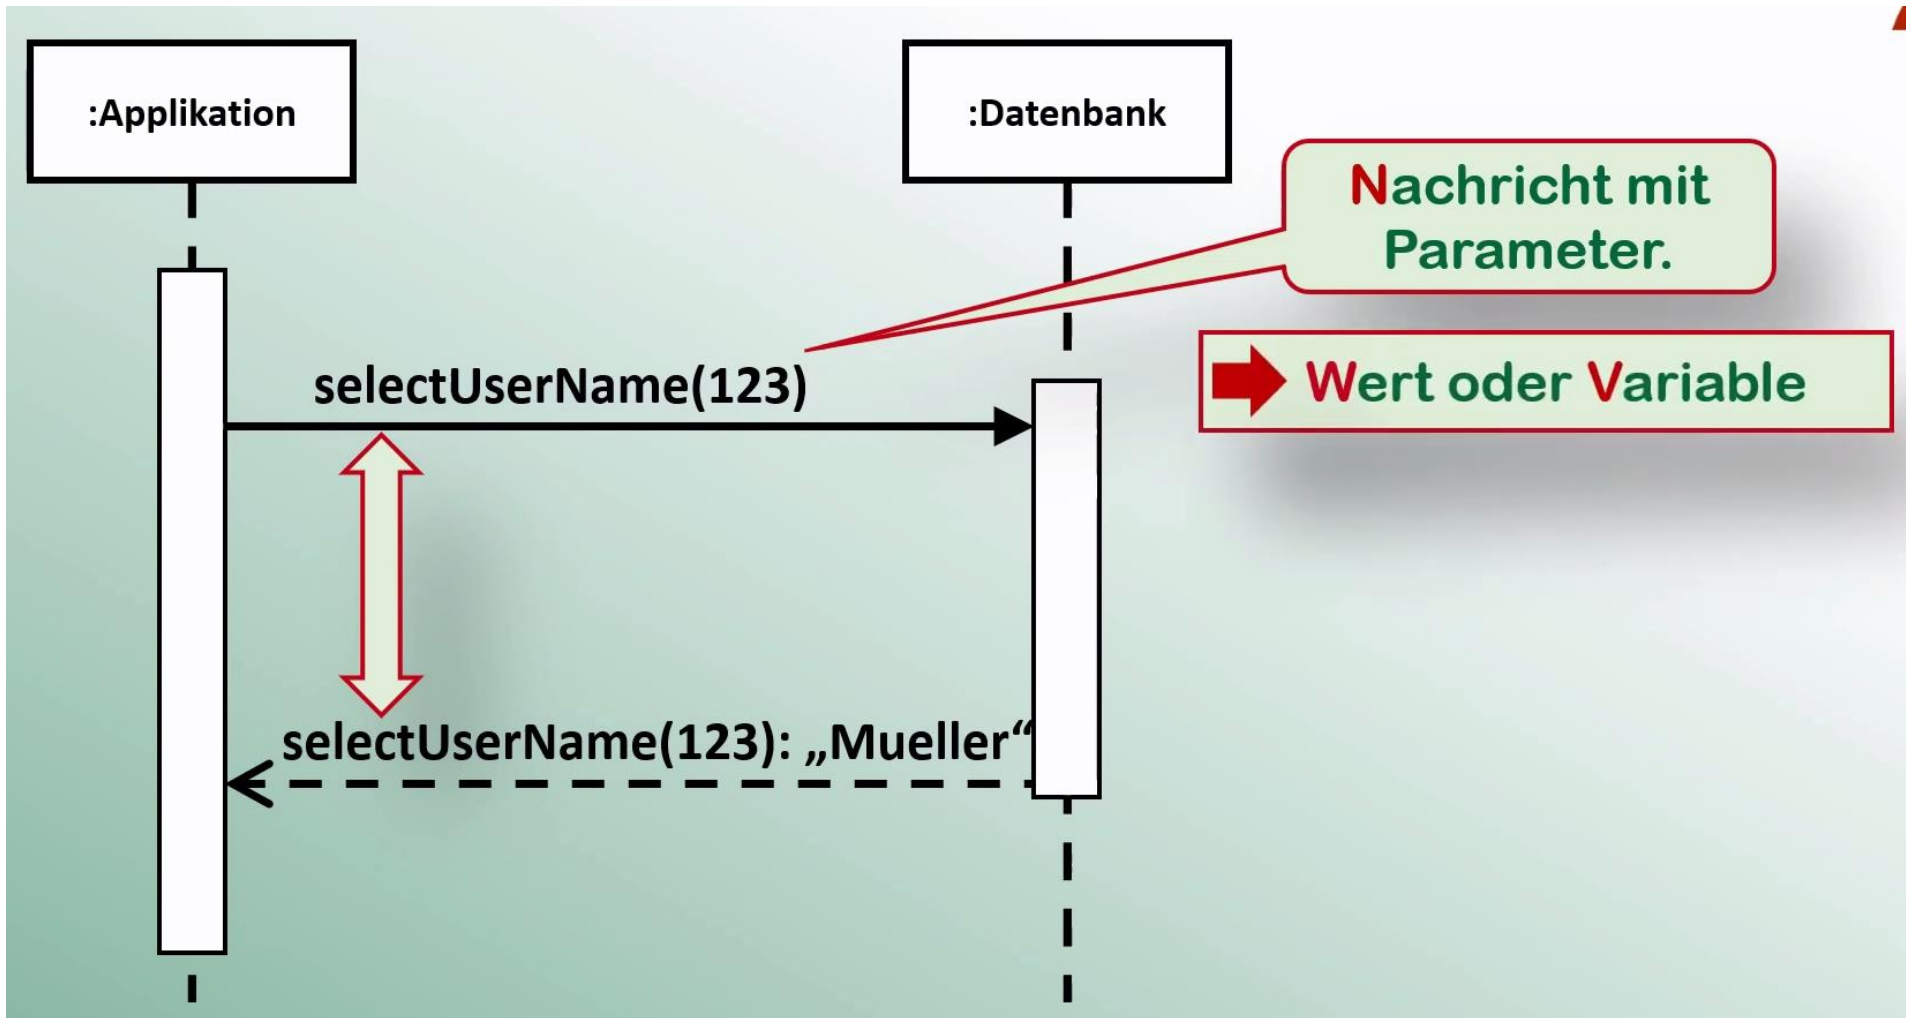 :Applikation
:Datenbank
Nachricht mit
Parameter.
Wert oder Variable
selectUserName(123)
selectUserName(123): „Mueller“